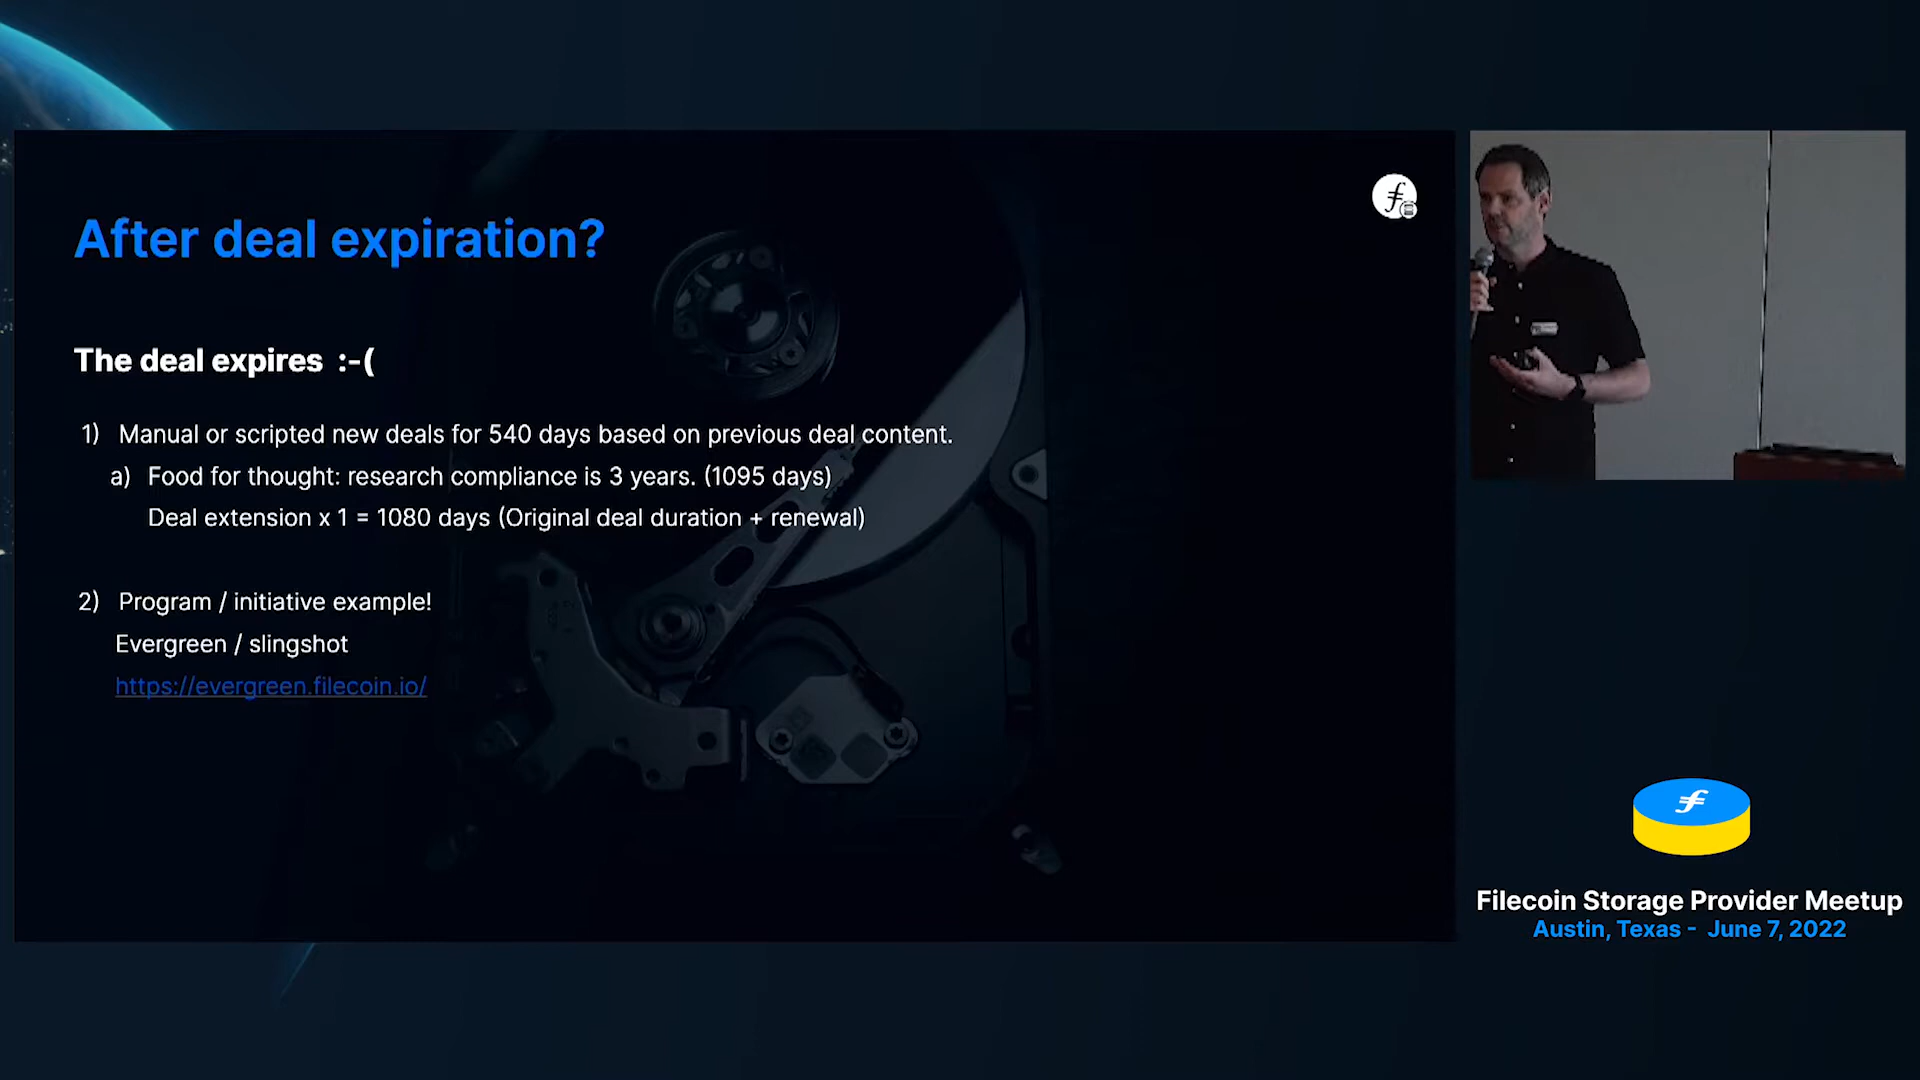 After deal expiration?
The deal expires :-(
1) Manual or scripted new deals for 540 days based on previous deal content.
a) Food for thought: research compliance is 3 years. (1095 days)
Deal extension x 1 = 1080 days (Original deal duration + renewal)
2) Program / initiative example!
Evergreen / slingshot
https://evergreen.filecoin.io/
Filecoin Storage Provider Meetup
Austin, Texas - June 7, 2022